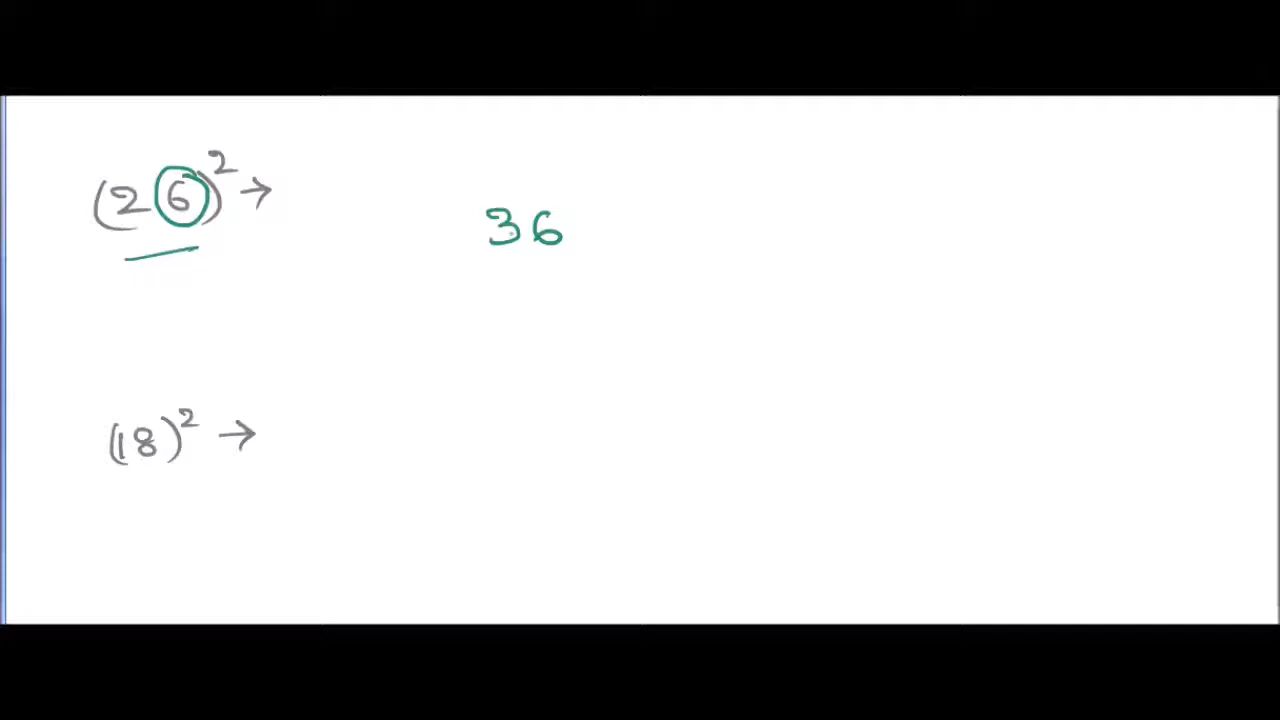 (26)² → 36
(18)² →